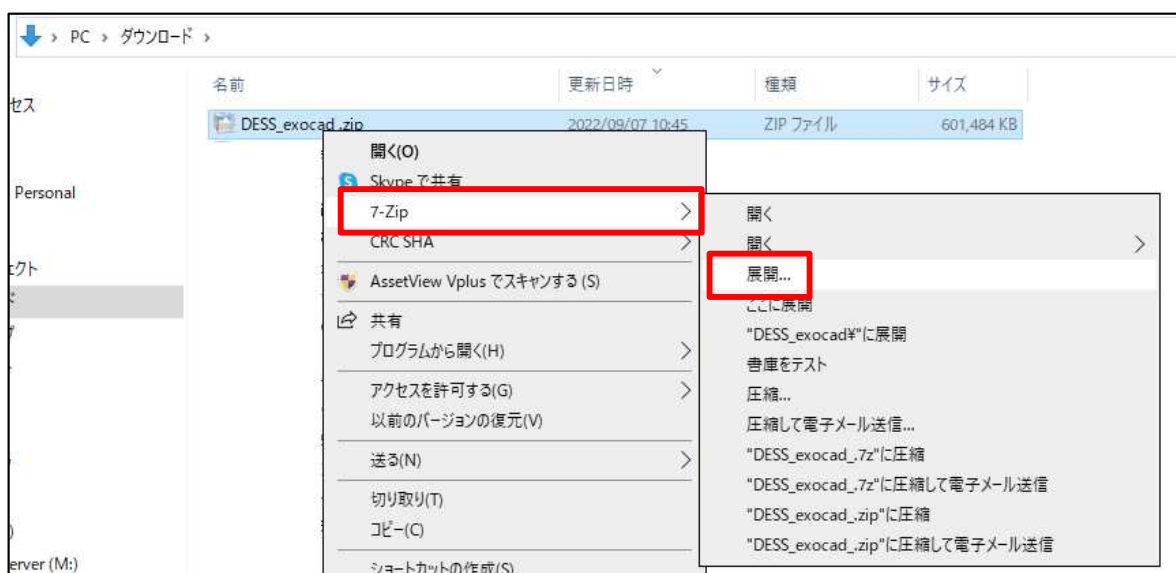 PC › ダウンロード ›
名前 更新日時 種類 サイズ
セス
DESS_exocad .zip 2022/09/07 10:45 ZIP ファイル 601,484 KB
開く(O)
Skype で共有
Personal
7-Zip
開く
CRC SHA
開く
ェクト
AssetView Vplus でスキャンする (S)
展開...
ここに展開
共有
"DESS_exocad¥"に展開
プログラムから開く(H)
書庫をテスト
アクセスを許可する(G)
圧縮...
以前のバージョンの復元(V)
圧縮して電子メール送信...
送る(N)
"DESS_exocad_.7z"に圧縮
"DESS_exocad_.7z"に圧縮して電子メール送信
切り取り(T)
"DESS_exocad_.zip"に圧縮
コピー(C)
"DESS_exocad_.zip"に圧縮して電子メール送信
erver (M:)
ショートカットの作成(S)